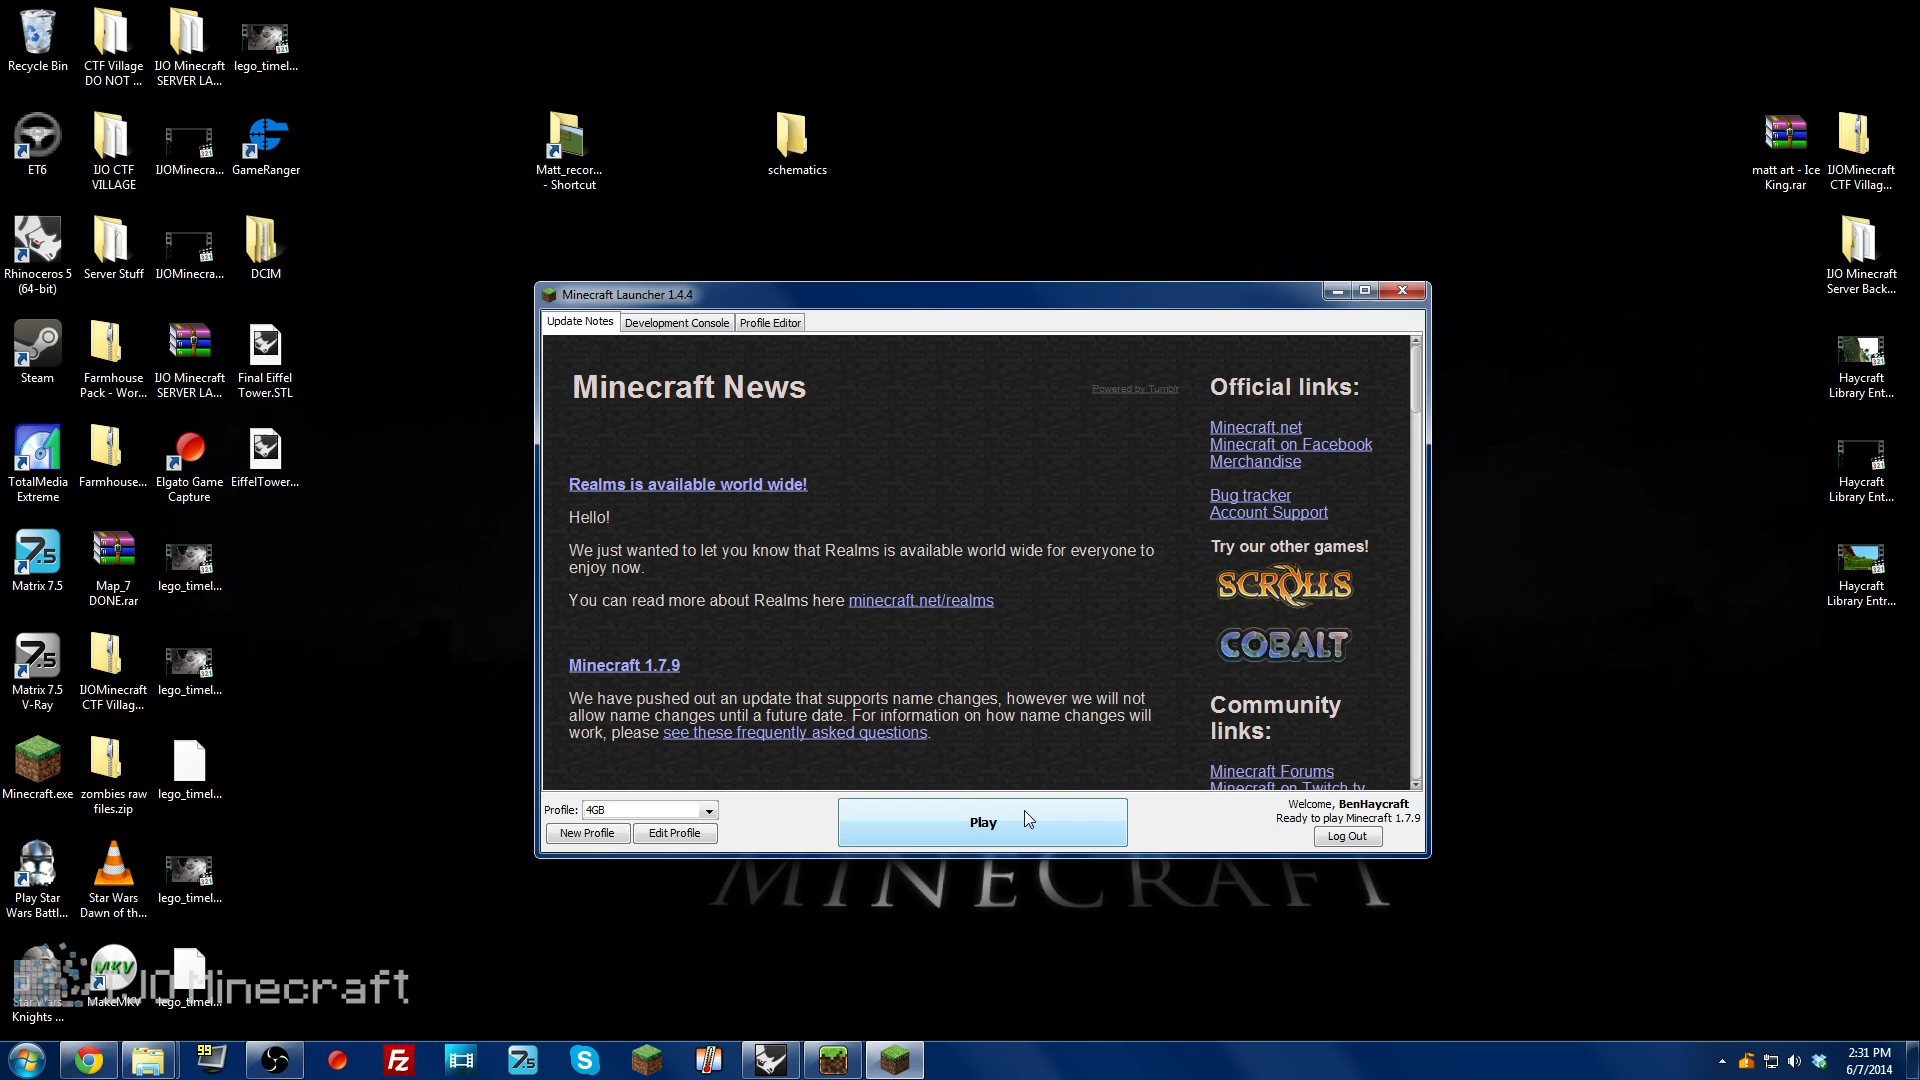 Recycle Bin
CTF Village
DO NOT ...
IJO Minecraft
SERVER LA...
lego_timel...
ET6
IJO CTF
VILLAGE
IJOMinecra...
GameRanger
Matt_recor...
- Shortcut
schematics
matt art - Ice
King.rar
IJOMinecraft
CTF Villag...
Rhinoceros 5
(64-bit)
Server Stuff
IJOMinecra...
DCIM
IJO Minecraft
Server Back...
Steam
Farmhouse
Pack - Wor...
IJO Minecraft
SERVER LA...
Final Eiffel
Tower.STL
Haycraft
Library Ent...
TotalMedia
Extreme
Farmhouse...
Elgato Game
Capture
EiffelTower...
Haycraft
Library Ent...
Matrix 7.5
Map_7
DONE.rar
lego_timel...
Haycraft
Library Entr...
Matrix 7.5
V-Ray
IJOMinecraft
CTF Villag...
lego_timel...
Minecraft.exe
zombies raw
files.zip
lego_timel...
Play Star
Wars Battl...
Star Wars
Dawn of th...
lego_timel...
Star Wars
Knights ...
MakeMKV
lego_timel...
IJO Minecraft
Minecraft Launcher 1.4.4
Update Notes
Development Console
Profile Editor
Minecraft News
Powered by Tumblr
Realms is available world wide!
Hello!
We just wanted to let you know that Realms is available world wide for everyone to
enjoy now.
You can read more about Realms here minecraft.net/realms
Minecraft 1.7.9
We have pushed out an update that supports name changes, however we will not
allow name changes until a future date. For information on how name changes will
work, please see these frequently asked questions.
Official links:
Minecraft.net
Minecraft on Facebook
Merchandise
Bug tracker
Account Support
Try our other games!
SCROLLS
COBALT
Community
links:
Minecraft Forums
Minecraft on Twitch.tv
Profile: 4GB
New Profile
Edit Profile
Play
Welcome, BenHaycraft
Ready to play Minecraft 1.7.9
Log Out
MINECRAFT
99
7.5
2:31 PM
6/7/2014